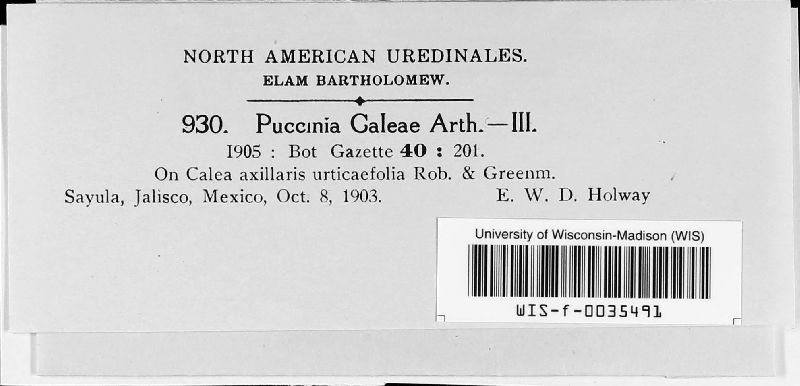 NORTH AMERICAN UREDINALES.
ELAM BARTHOLOMEW.
930. Puccinia Caleae Arth.—III.
1905 : Bot Gazette 40 : 201.
On Calea axillaris urticaefolia Rob. & Greenm.
Sayula, Jalisco, Mexico, Oct. 8, 1903. E. W. D. Holway
University of Wisconsin-Madison (WIS)
WIS-f-0035491